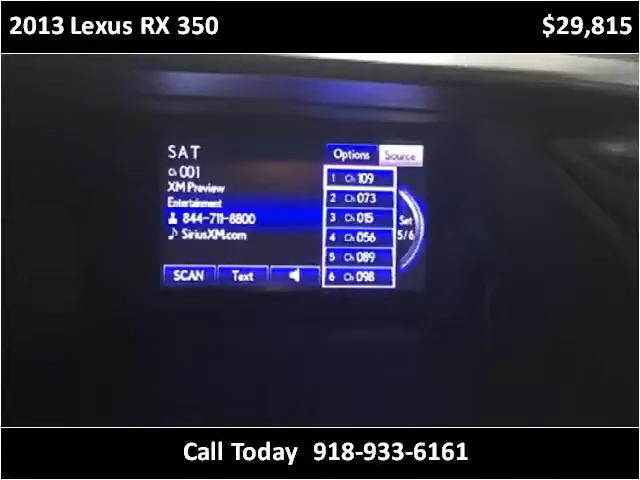 2013 Lexus RX 350 $29,815
SAT Options Source
Ch 001
XM Preview
Entertainment
844-711-8800
SiriusXM.com
1 Ch 109
2 Ch 073
3 Ch 015
4 Ch 056
5 Ch 089
6 Ch 098
Set
5/6
SCAN Text
Call Today 918-933-6161